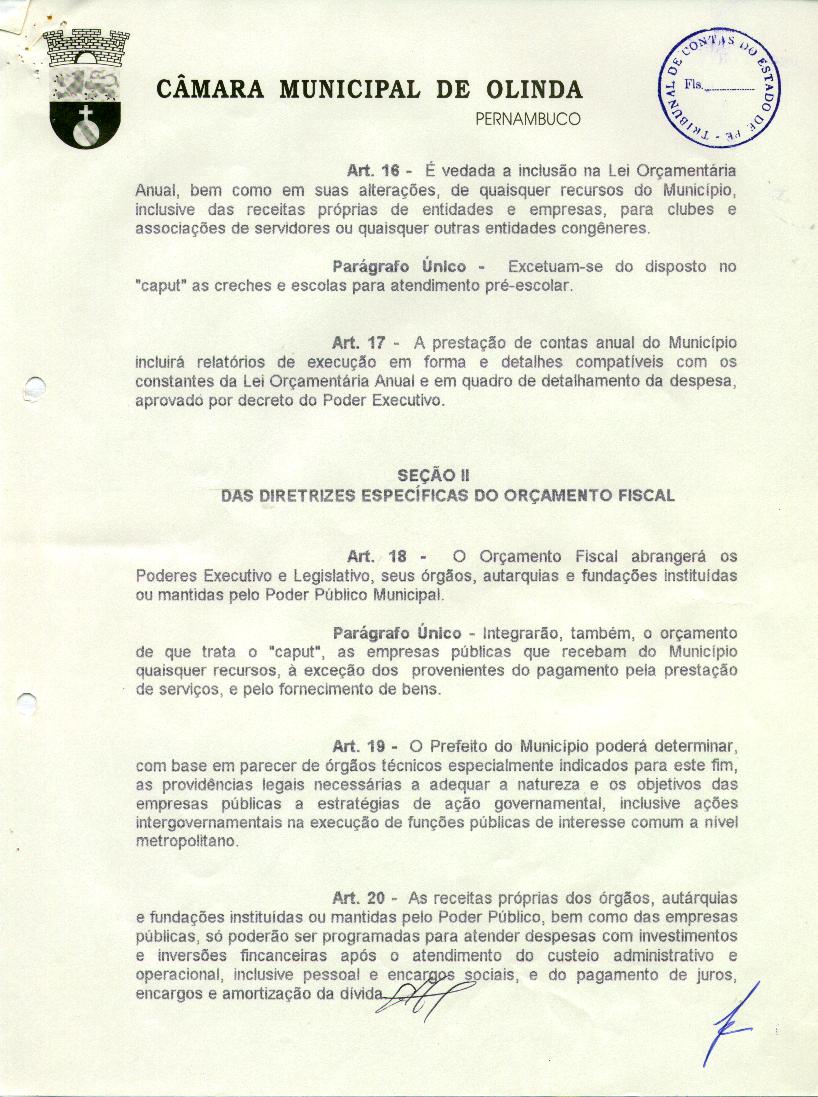 CÂMARA MUNICIPAL DE OLINDA
PERNAMBUCO
TRIBUNAL DE CONTAS DO ESTADO DE PE -
Fls.
Art. 16 - É vedada a inclusão na Lei Orçamentária
Anual, bem como em suas alterações, de quaisquer recursos do Município,
inclusive das receitas próprias de entidades e empresas, para clubes e
associações de servidores ou quaisquer outras entidades congêneres.
Parágrafo Único - Excetuam-se do disposto no
"caput" as creches e escolas para atendimento pré-escolar.
Art. 17 - A prestação de contas anual do Município
incluirá relatórios de execução em forma e detalhes compatíveis com os
constantes da Lei Orçamentária Anual e em quadro de detalhamento da despesa,
aprovado por decreto do Poder Executivo.
SEÇÃO II
DAS DIRETRIZES ESPECÍFICAS DO ORÇAMENTO FISCAL
Art. 18 - O Orçamento Fiscal abrangerá os
Poderes Executivo e Legislativo, seus órgãos, autarquias e fundações instituídas
ou mantidas pelo Poder Público Municipal.
Parágrafo Único - Integrarão, também, o orçamento
de que trata o "caput", as empresas públicas que recebam do Município
quaisquer recursos, à exceção dos provenientes do pagamento pela prestação
de serviços, e pelo fornecimento de bens.
Art. 19 - O Prefeito do Município poderá determinar,
com base em parecer de órgãos técnicos especialmente indicados para este fim,
as providências legais necessárias a adequar a natureza e os objetivos das
empresas públicas a estratégias de ação governamental, inclusive ações
intergovernamentais na execução de funções públicas de interesse comum a nível
metropolitano.
Art. 20 - As receitas próprias dos órgãos, autárquias
e fundações instituídas ou mantidas pelo Poder Público, bem como das empresas
públicas, só poderão ser programadas para atender despesas com investimentos
e inversões fincanceiras após o atendimento do custeio administrativo e
operacional, inclusive pessoal e encargos sociais, e do pagamento de juros,
encargos e amortização da dívida